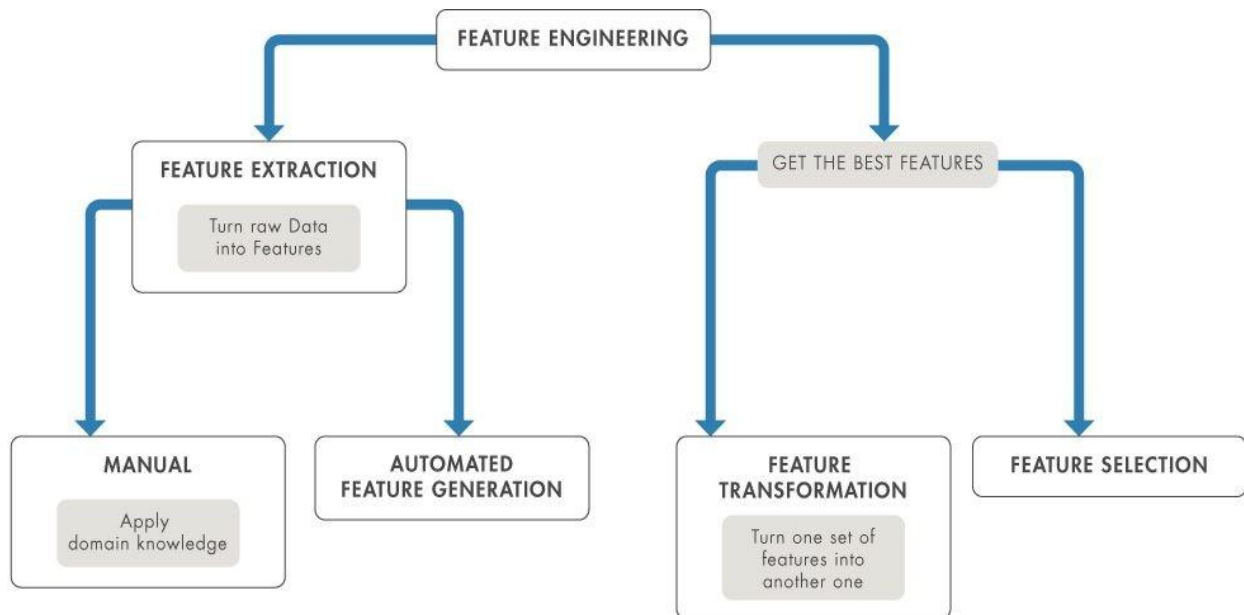 FEATURE ENGINEERING
FEATURE EXTRACTION
Turn raw Data
into Features
GET THE BEST FEATURES
MANUAL
Apply
domain knowledge
AUTOMATED
FEATURE GENERATION
FEATURE
TRANSFORMATION
Turn one set of
features into
another one
FEATURE SELECTION